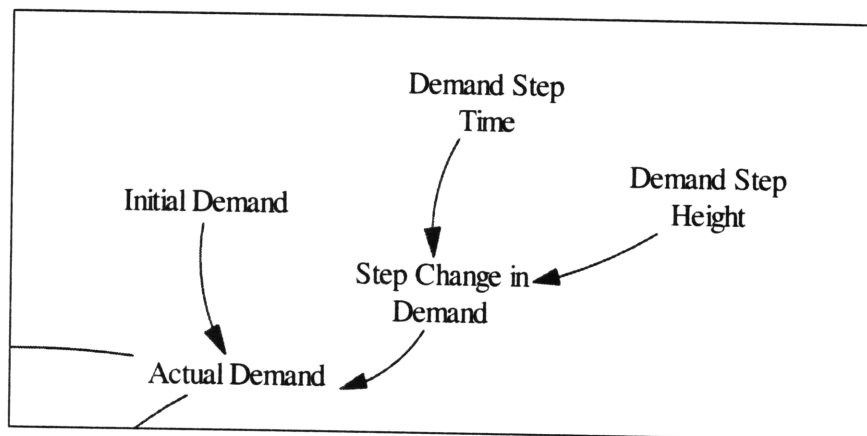 Demand Step
Time
Demand Step
Height
Initial Demand
Step Change in
Demand
Actual Demand